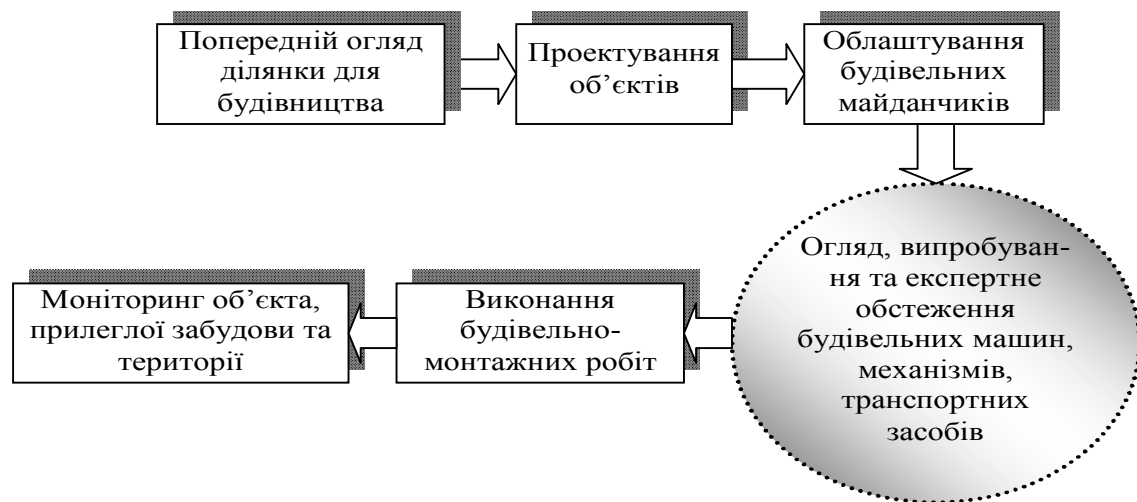 Попередній огляд
ділянки для
будівництва
Проектування
об’єктів
Облаштування
будівельних
майданчиків
Огляд, випробуван-
ня та експертне
обстеження
будівельних машин,
механізмів,
транспортних
засобів
Виконання
будівельно-
монтажних робіт
Моніторинг об’єкта,
прилеглої забудови та
території